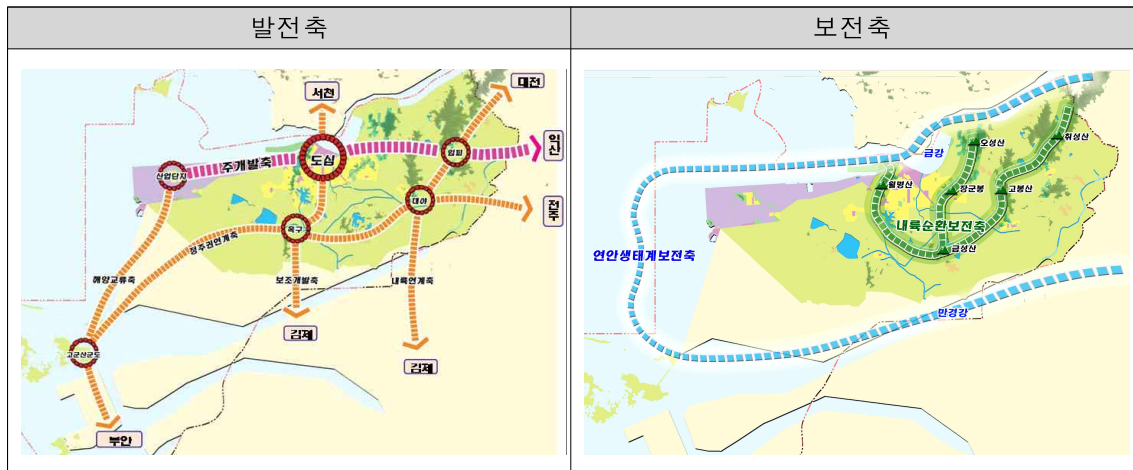 발전축
보전축
대전
서천
익산
도심
임피
주개발축
산업단지
대야
전주
옥구
정주권연계축
해양교류축
보조개발축
내륙연계축
김제
고군산군도
김제
부안
취성산
오성산
금강
월명산
장군봉
고봉산
내륙순환보전축
금성산
연안생태계보전축
만경강